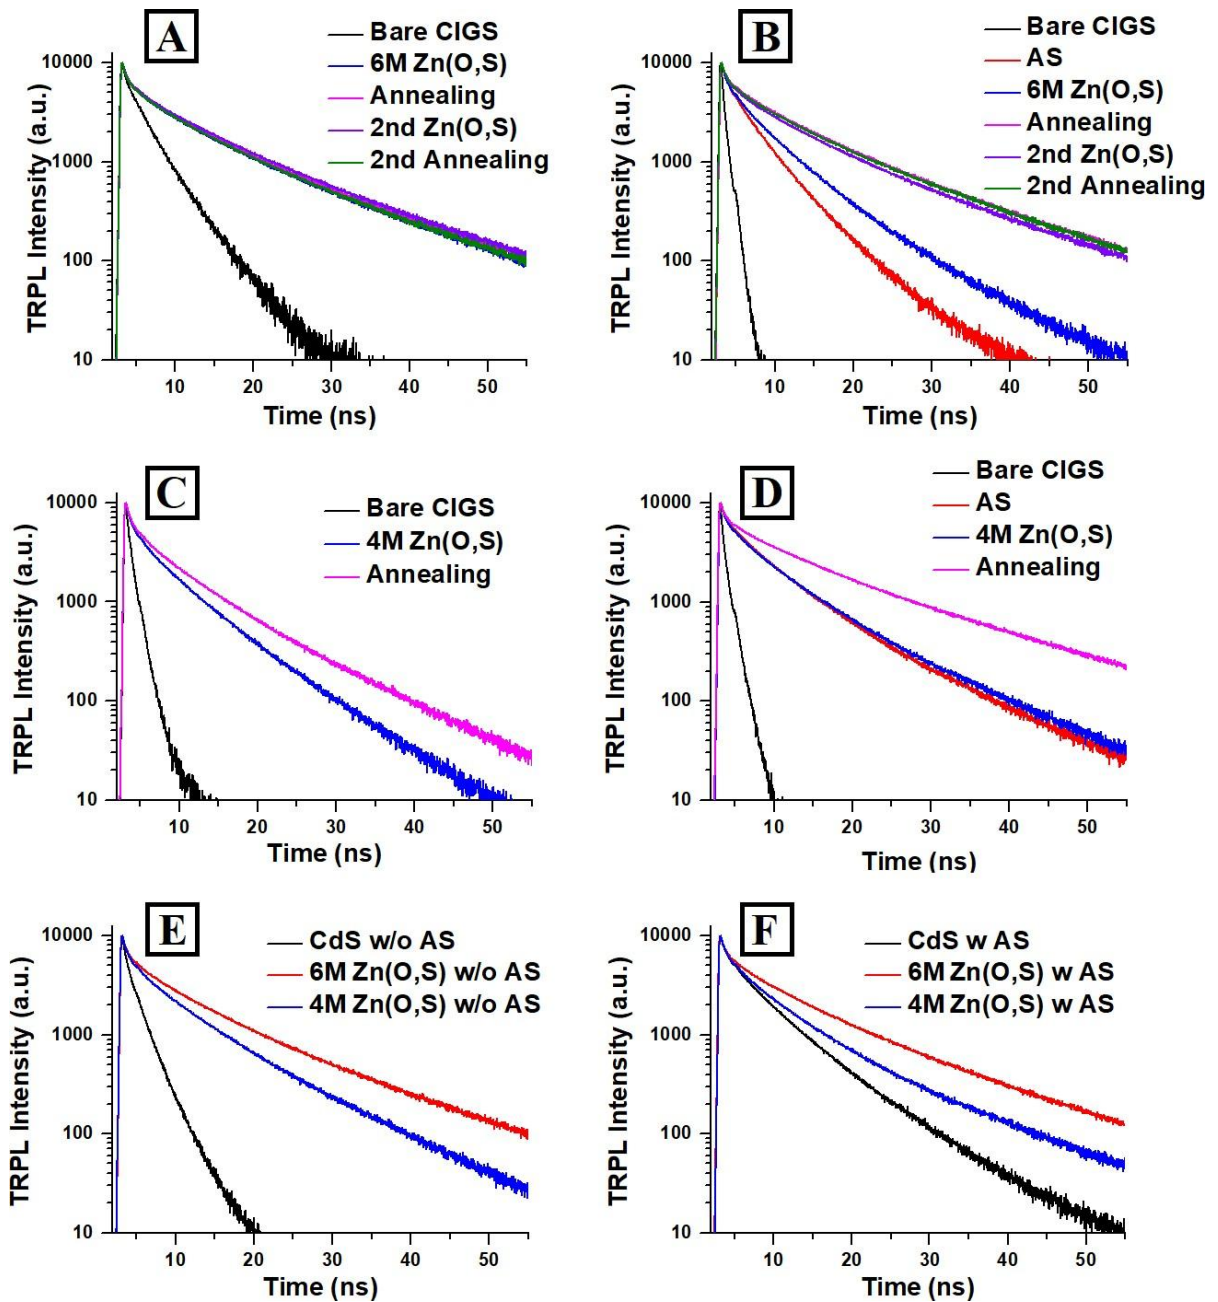 A
Bare CIGS
6M Zn(O,S)
Annealing
2nd Zn(O,S)
2nd Annealing
TRPL Intensity (a.u.)
10000
1000
100
10
10
20
30
40
50
Time (ns)
B
Bare CIGS
AS
6M Zn(O,S)
Annealing
2nd Zn(O,S)
2nd Annealing
TRPL Intensity (a.u.)
10000
1000
100
10
10
20
30
40
50
Time (ns)
C
Bare CIGS
4M Zn(O,S)
Annealing
TRPL Intensity (a.u.)
10000
1000
100
10
10
20
30
40
50
Time (ns)
D
Bare CIGS
AS
4M Zn(O,S)
Annealing
TRPL Intensity (a.u.)
10000
1000
100
10
10
20
30
40
50
Time (ns)
E
CdS w/o AS
6M Zn(O,S) w/o AS
4M Zn(O,S) w/o AS
TRPL Intensity (a.u.)
10000
1000
100
10
10
20
30
40
50
Time (ns)
F
CdS w AS
6M Zn(O,S) w AS
4M Zn(O,S) w AS
TRPL Intensity (a.u.)
10000
1000
100
10
10
20
30
40
50
Time (ns)